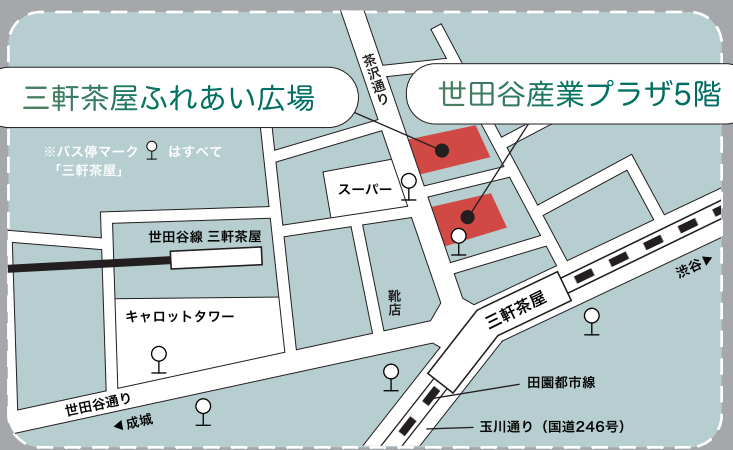 茶沢通り
三軒茶屋ふれあい広場
世田谷産業プラザ5階
※バス停マーク はすべて
「三軒茶屋」
スーパー
世田谷線 三軒茶屋
渋谷▶
靴店
三軒茶屋
キャロットタワー
世田谷通り
◀成城
田園都市線
玉川通り（国道246号）